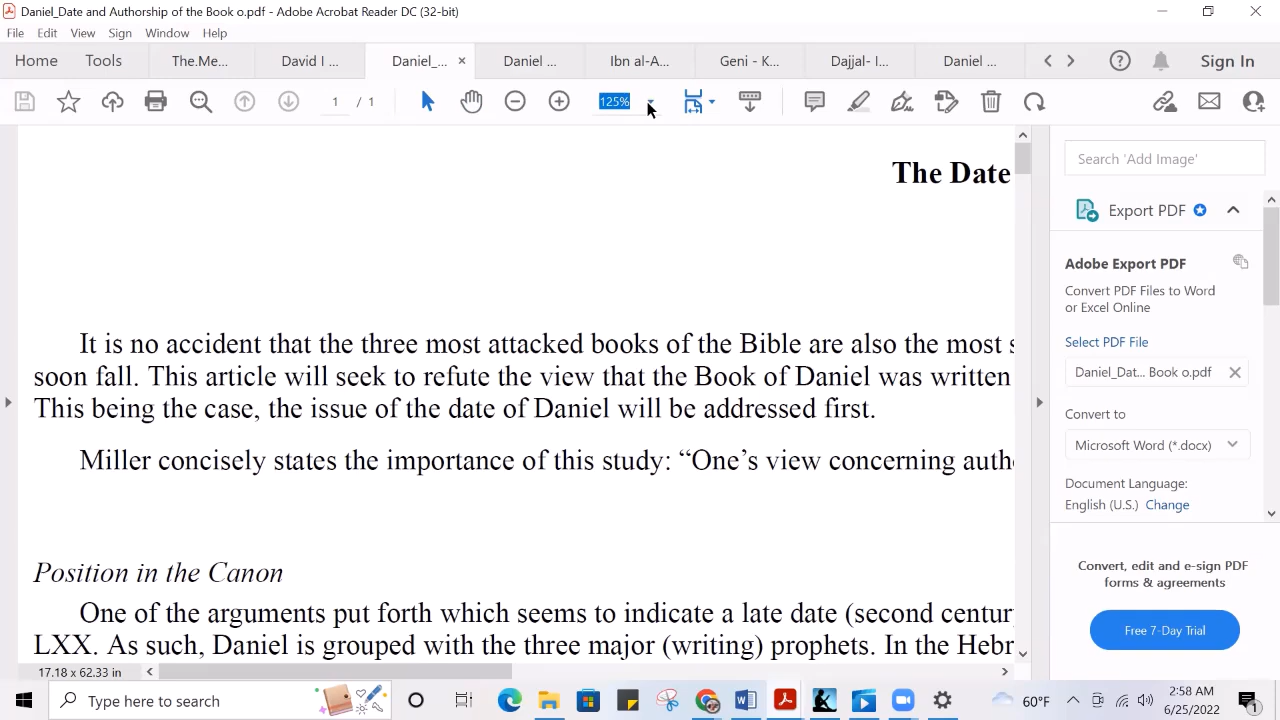 Daniel_Date and Authorship of the Book o.pdf - Adobe Acrobat Reader DC (32-bit)
File Edit View Sign Window Help
Home Tools The.Me... David I ... Daniel_... Daniel ... Ibn al-A... Geni - K... Dajjal- I... Daniel ... Sign In
1 / 1 125%
The Date
It is no accident that the three most attacked books of the Bible are also the most s
soon fall. This article will seek to refute the view that the Book of Daniel was written
This being the case, the issue of the date of Daniel will be addressed first.
Miller concisely states the importance of this study: “One’s view concerning auth
Position in the Canon
One of the arguments put forth which seems to indicate a late date (second century
LXX. As such, Daniel is grouped with the three major (writing) prophets. In the Hebr
17.18 x 62.33 in
Search 'Add Image'
Export PDF
Adobe Export PDF
Convert PDF Files to Word
or Excel Online
Select PDF File
Daniel_Dat... Book o.pdf
Convert to
Microsoft Word (*.docx)
Document Language:
English (U.S.) Change
Convert, edit and e-sign PDF
forms & agreements
Free 7-Day Trial
Type here to search
60°F
2:58 AM
6/25/2022
1